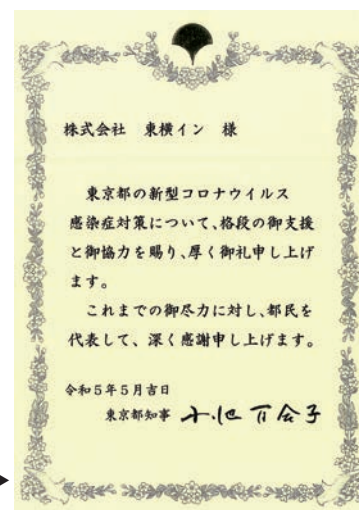 株式会社 東横イン 様
東京都の新型コロナウイルス
感染症対策について、格段の御支援
と御協力を賜り、厚く御礼申し上げ
ます。
これまでの御尽力に対し、都民を
代表して、深く感謝申し上げます。
令和5年5月吉日
東京都知事 小池百合子